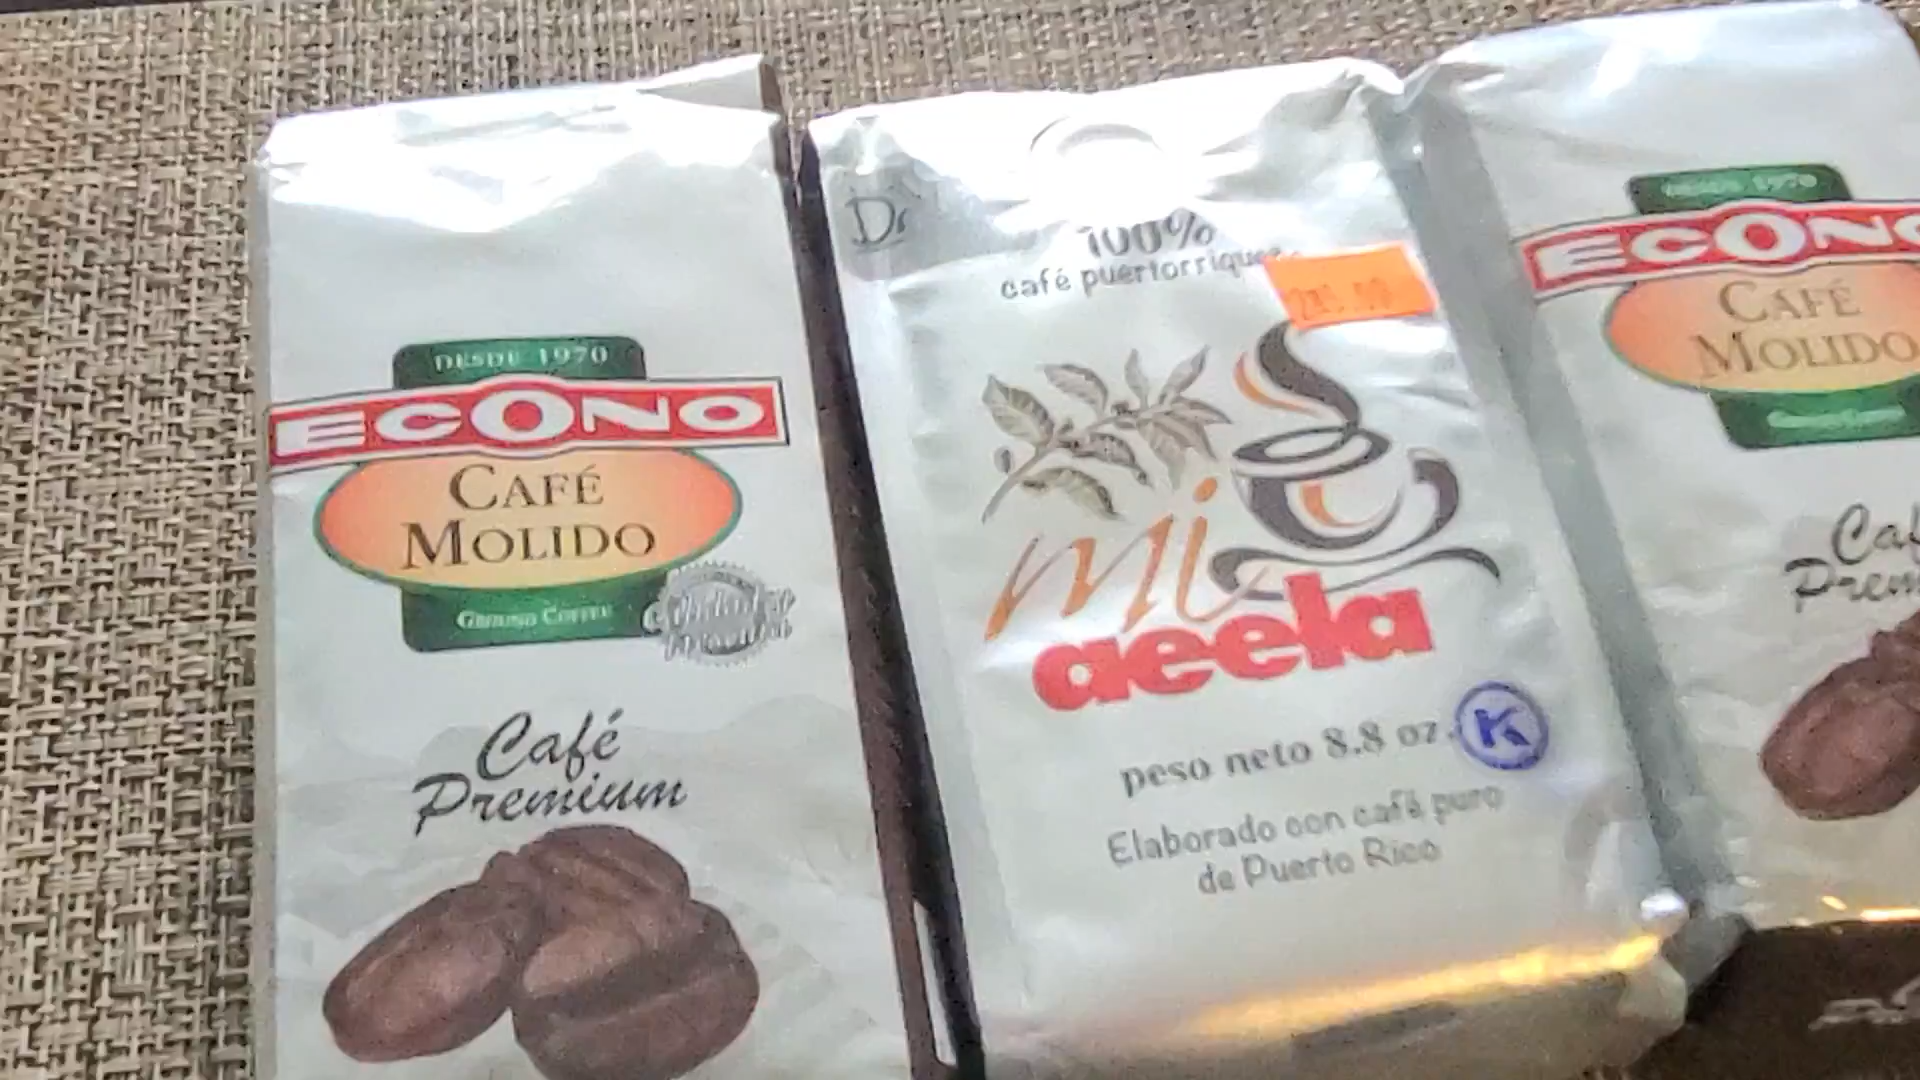 DESDE 1970
ECONO
CAFÉ
MOLIDO
GROUND COFFEE
Café
Premium
100%
café
mi
aeela
peso neto 8.8 oz.
K
Elaborado con café puro
de Puerto Rico
DESDE 1970
ECONO
CAFÉ
MOLIDO